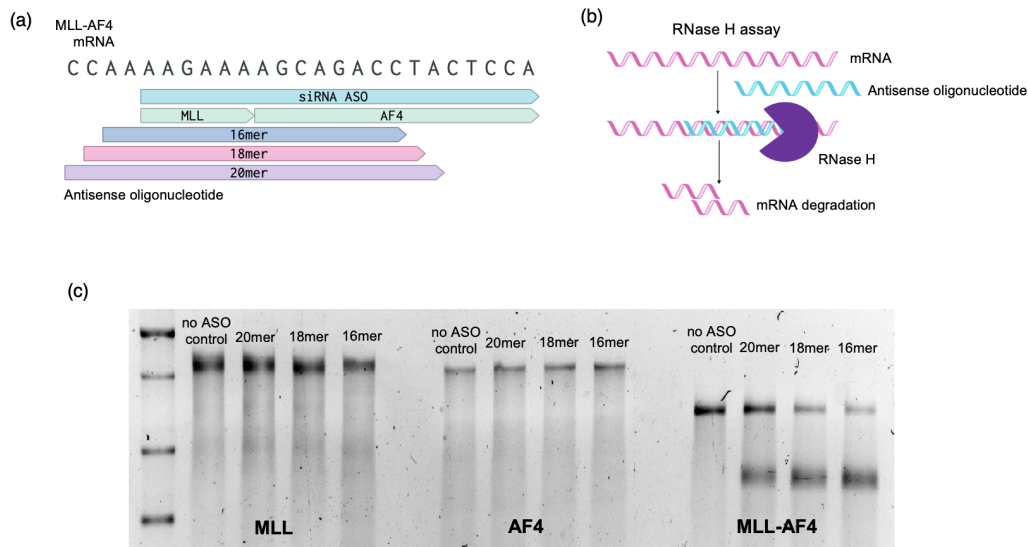 (a)
MLL-AF4
mRNA
C C A A A A G A A A A G C A G A C C T A C T C C A
siRNA ASO
MLL
AF4
16mer
18mer
20mer
Antisense oligonucleotide
(b)
RNase H assay
mRNA
Antisense oligonucleotide
RNase H
mRNA degradation
(c)
no ASO
control
20mer
18mer
16mer
no ASO
control
20mer
18mer
16mer
no ASO
control
20mer
18mer
16mer
MLL
AF4
MLL-AF4